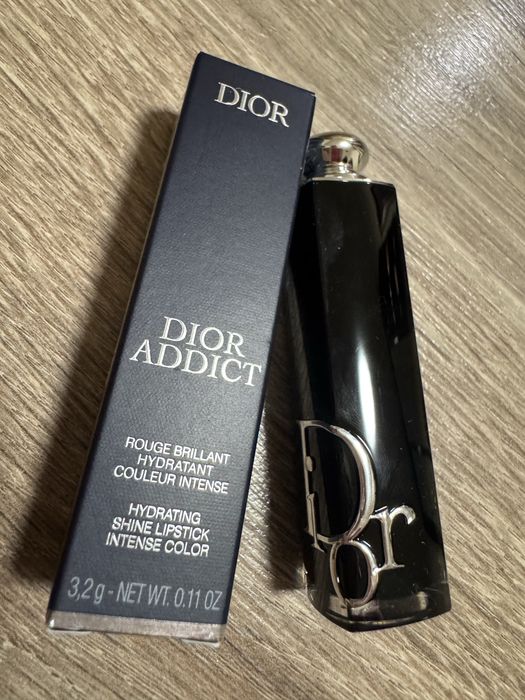 DIOR
DIOR
ADDICT
ROUGE BRILLANT
HYDRATANT
COULEUR INTENSE
HYDRATING
SHINE LIPSTICK
INTENSE COLOR
3,2 g - NET WT. 0.11 OZ
Dior